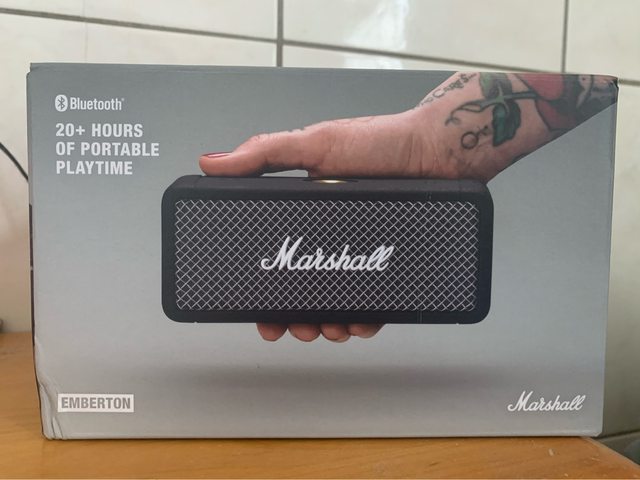 Bluetooth®
20+ HOURS
OF PORTABLE
PLAYTIME
Marshall
EMBERTON
Marshall